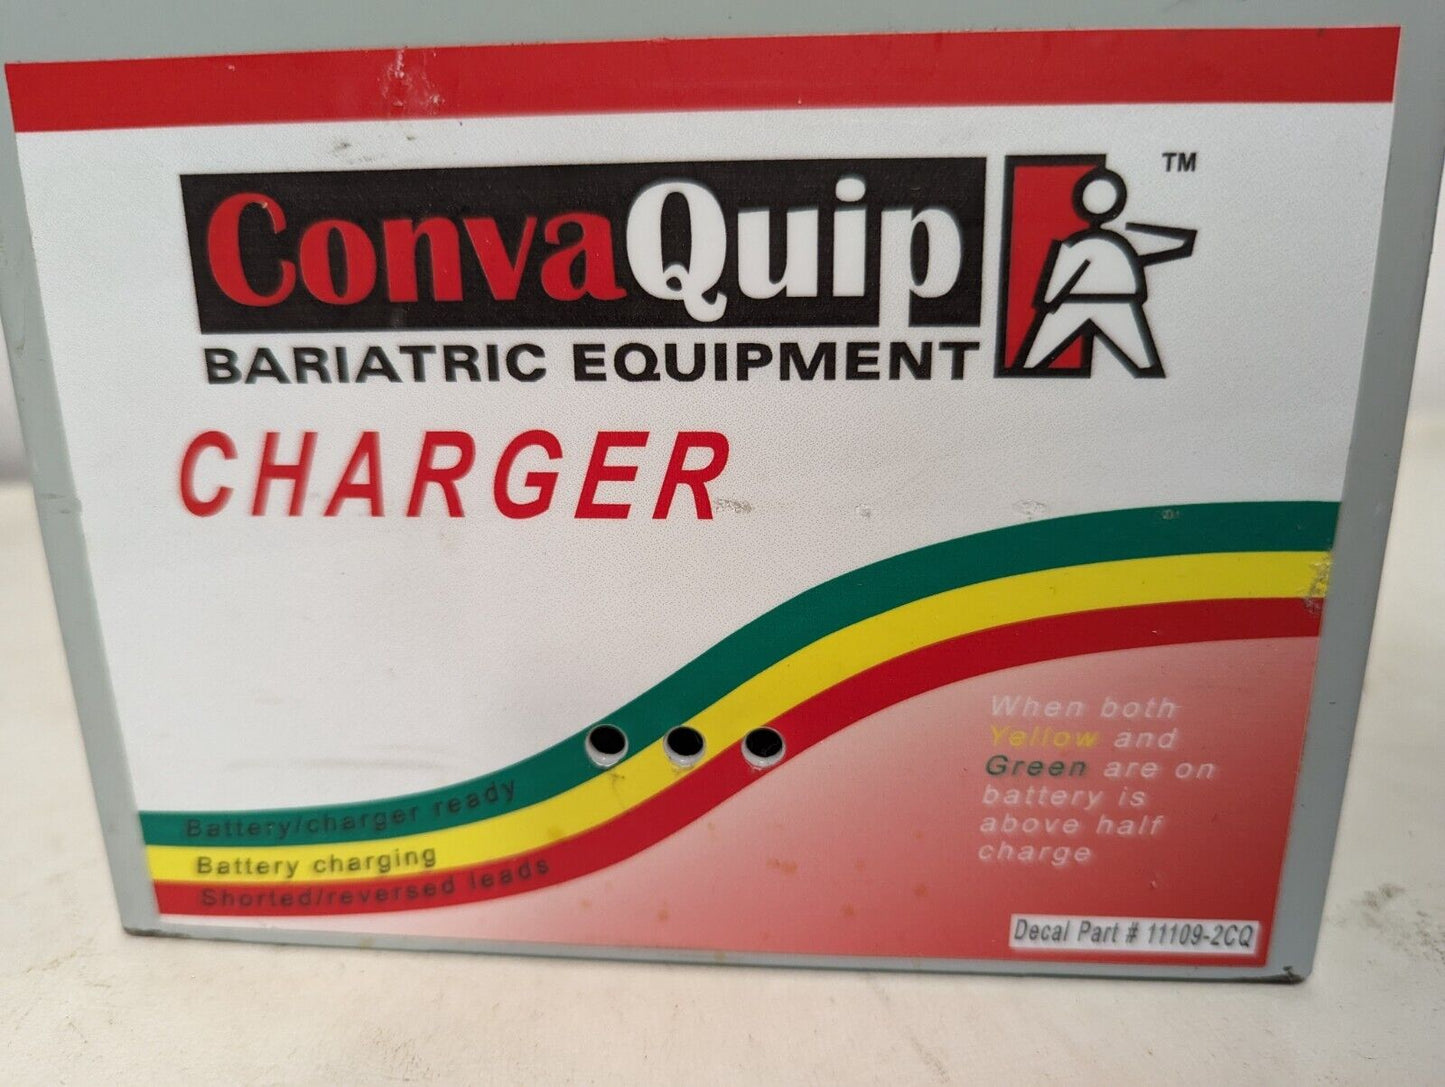 ConvaQuip
TM
BARIATRIC EQUIPMENT
CHARGER
When both
Yellow and
Green are on
battery is
above half
charge
Battery/charger ready
Battery charging
Shorted/reversed leads
Decal Part # 11109-2CQ